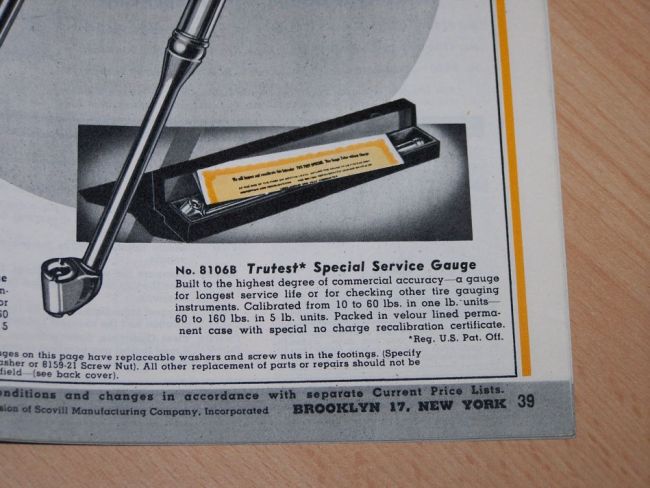 No. 8106B Trutest* Special Service Gauge
Built to the highest degree of commercial accuracy—a gauge
for longest service life or for checking other tire gauging
instruments. Calibrated from 10 to 60 lbs. in one lb. units—
60 to 160 lbs. in 5 lb. units. Packed in velour lined perma-
nent case with special no charge recalibration certificate.
*Reg. U.S. Pat. Off.
e
n-
or
60
5
ges on this page have replaceable washers and screw nuts in the footings. (Specify
asher or 8159-21 Screw Nut). All other replacement of parts or repairs should not be
field—(see back cover).
onditions and changes in accordance with separate Current Price Lists.
sion of Scovill Manufacturing Company, Incorporated BROOKLYN 17, NEW YORK 39